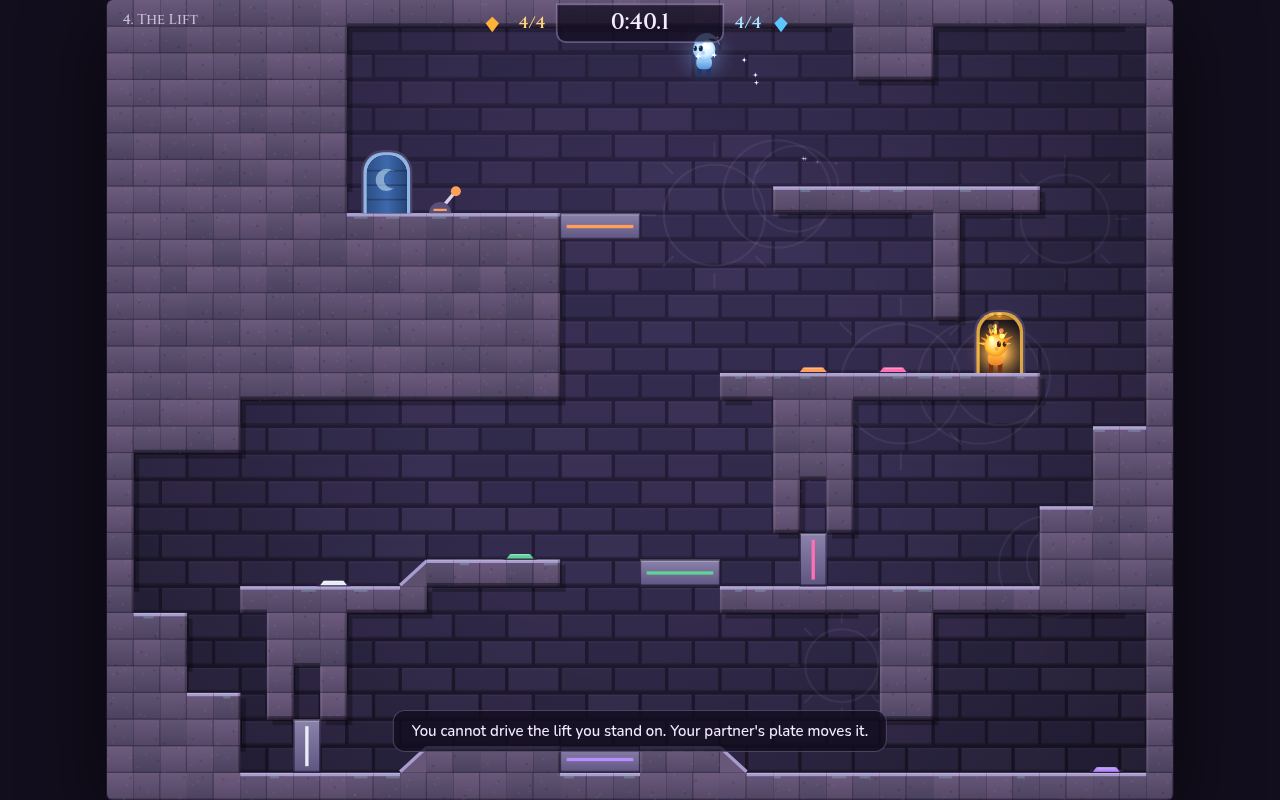 4. The Lift
4/4
0:40.1
4/4
You cannot drive the lift you stand on. Your partner's plate moves it.